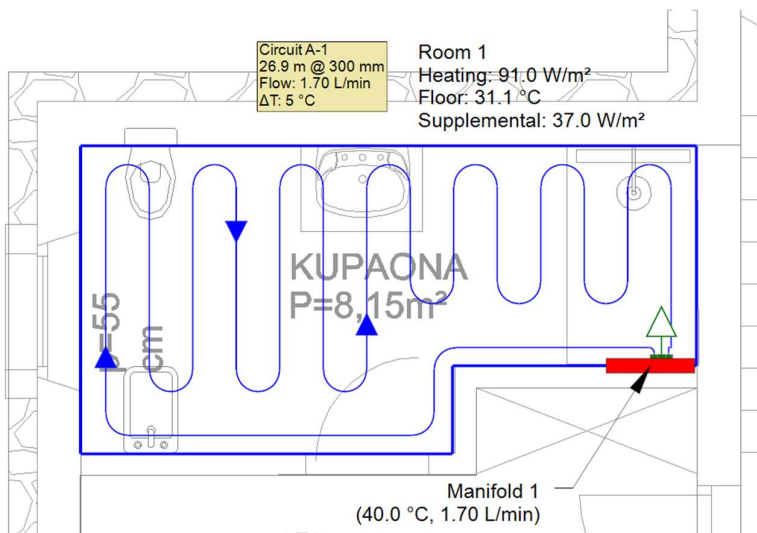 Circuit A-1
26.9 m @ 300 mm
Flow: 1.70 L/min
ΔT: 5 °C
Room 1
Heating: 91.0 W/m²
Floor: 31.1 °C
Supplemental: 37.0 W/m²
KUPAONA
P=8,15m²
p=55
cm
Manifold 1
(40.0 °C, 1.70 L/min)